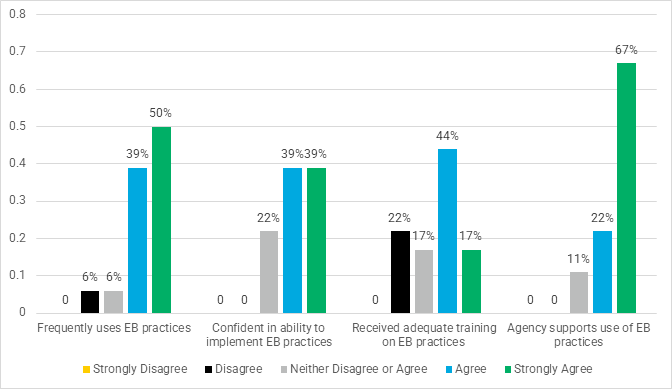 0.8
0.7
0.6
0.5
0.4
0.3
0.2
0.1
0
0 6% 6% 39% 50%
0 0 22% 39% 39%
0 22% 17% 44% 17%
0 0 11% 22% 67%
Frequently uses EB practices
Confident in ability to
implement EB practices
Received adequate training
on EB practices
Agency supports use of EB
practices
Strongly Disagree Disagree Neither Disagree or Agree Agree Strongly Agree